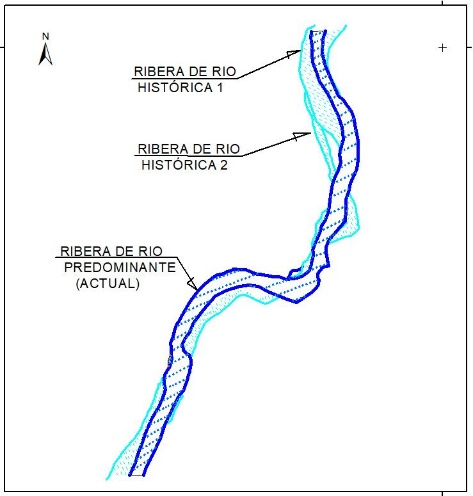 N
RIBERA DE RIO
HISTÓRICA 1
RIBERA DE RIO
HISTÓRICA 2
RIBERA DE RIO
PREDOMINANTE
(ACTUAL)